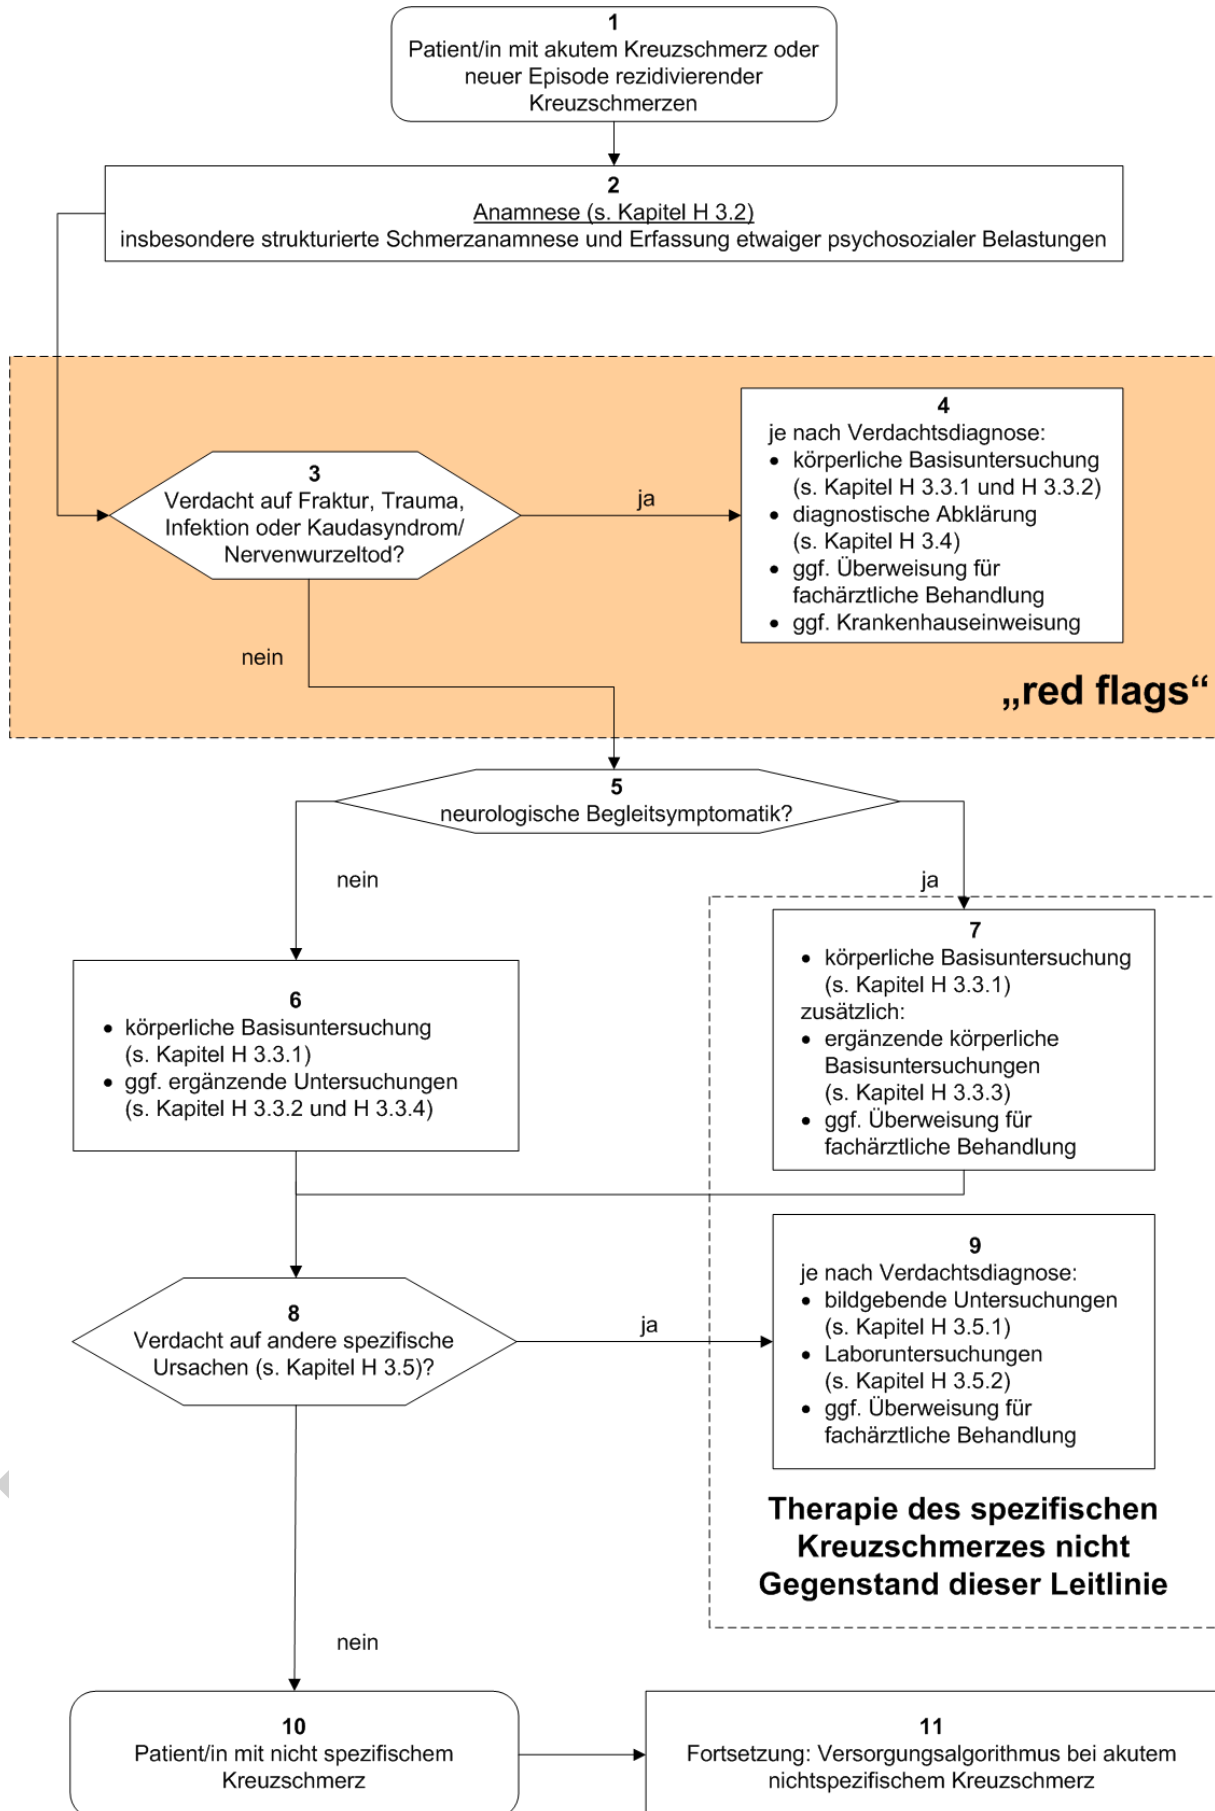 1
Patient/in mit akutem Kreuzschmerz oder
neuer Episode rezidivierender
Kreuzschmerzen
2
Anamnese (s. Kapitel H 3.2)
insbesondere strukturierte Schmerzanamnese und Erfassung etwaiger psychosozialer Belastungen
3
Verdacht auf Fraktur, Trauma,
Infektion oder Kaudasyndrom/
Nervenwurzeltod?
ja
4
je nach Verdachtsdiagnose:
• körperliche Basisuntersuchung
(s. Kapitel H 3.3.1 und H 3.3.2)
• diagnostische Abklärung
(s. Kapitel H 3.4)
• ggf. Überweisung für
fachärztliche Behandlung
• ggf. Krankenhauseinweisung
nein
„red flags“
5
neurologische Begleitsymptomatik?
nein
ja
6
• körperliche Basisuntersuchung
(s. Kapitel H 3.3.1)
• ggf. ergänzende Untersuchungen
(s. Kapitel H 3.3.2 und H 3.3.4)
7
• körperliche Basisuntersuchung
(s. Kapitel H 3.3.1)
zusätzlich:
• ergänzende körperliche
Basisuntersuchungen
(s. Kapitel H 3.3.3)
• ggf. Überweisung für
fachärztliche Behandlung
8
Verdacht auf andere spezifische
Ursachen (s. Kapitel H 3.5)?
ja
9
je nach Verdachtsdiagnose:
• bildgebende Untersuchungen
(s. Kapitel H 3.5.1)
• Laboruntersuchungen
(s. Kapitel H 3.5.2)
• ggf. Überweisung für
fachärztliche Behandlung
Therapie des spezifischen
Kreuzschmerzes nicht
Gegenstand dieser Leitlinie
nein
10
Patient/in mit nicht spezifischem
Kreuzschmerz
11
Fortsetzung: Versorgungsalgorithmus bei akutem
nichtspezifischem Kreuzschmerz